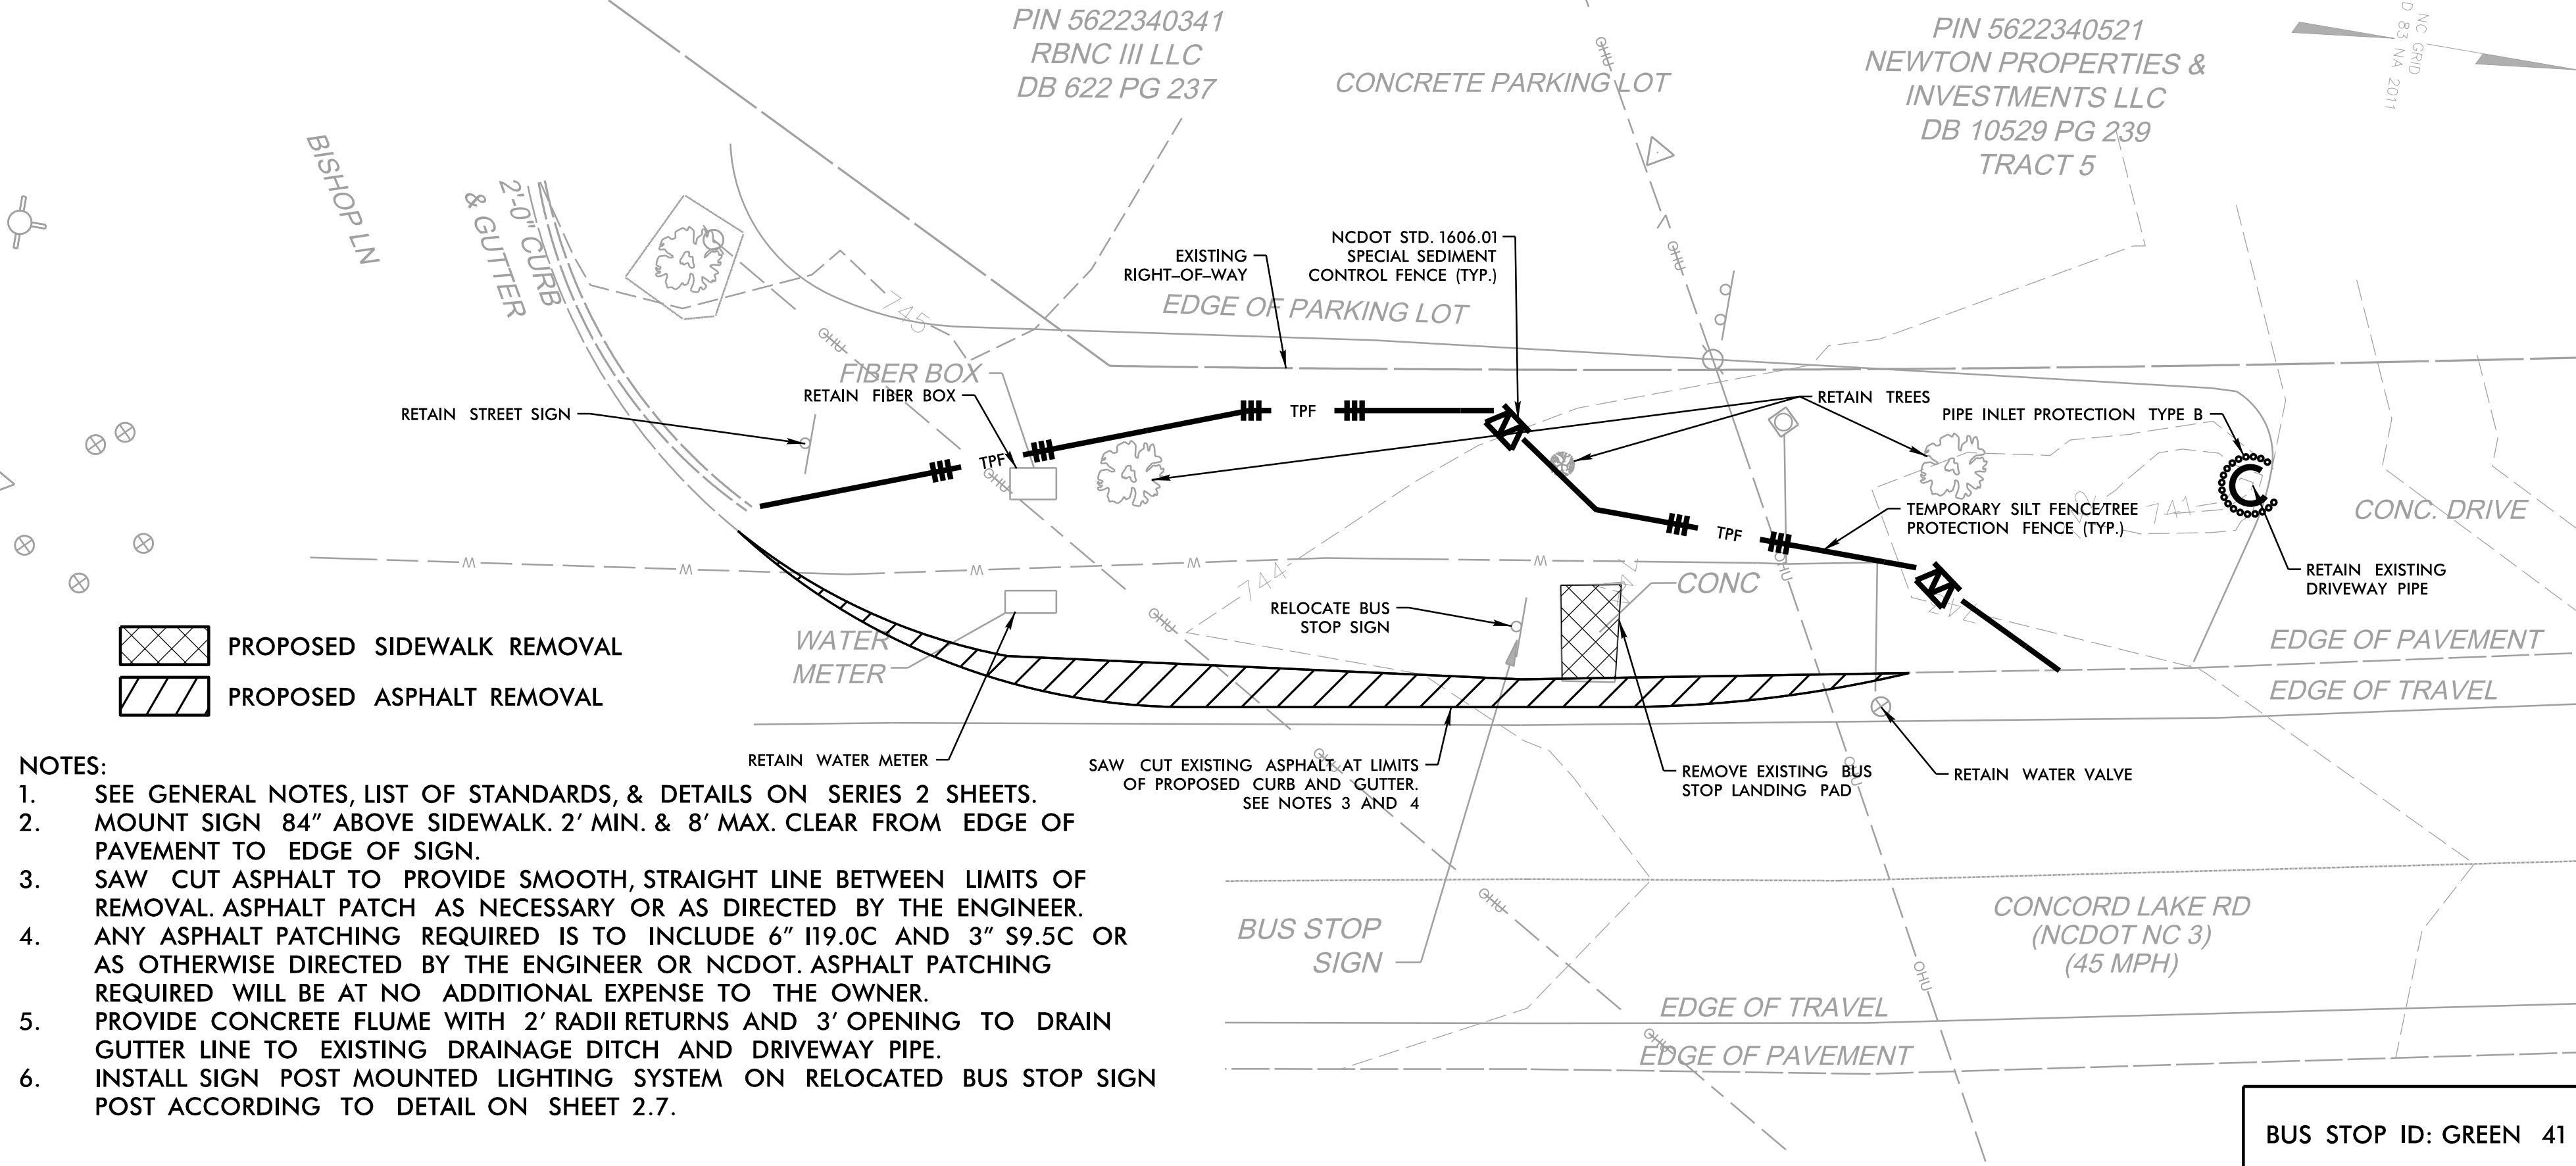 PIN 5622340341
RBNC III LLC
DB 622 PG 237
CONCRETE PARKING LOT
PIN 5622340521
NEWTON PROPERTIES &
INVESTMENTS LLC
DB 10529 PG 239
TRACT 5
NC GRID
D 83 NA 2011
BISHOP LN
2'-0" CURB
& GUTTER
OHU
OHU
EXISTING
RIGHT-OF-WAY
NCDOT STD. 1606.01
SPECIAL SEDIMENT
CONTROL FENCE (TYP.)
EDGE OF PARKING LOT
745
OHU
FIBER BOX
RETAIN FIBER BOX
RETAIN STREET SIGN
TPF
RETAIN TREES
PIPE INLET PROTECTION TYPE B
TPF
OHU
TEMPORARY SILT FENCE/TREE
PROTECTION FENCE (TYP.)
741
CONC. DRIVE
TPF
W
W
W
W
W
OHU
744
CONC
RETAIN EXISTING
DRIVEWAY PIPE
RELOCATE BUS
STOP SIGN
OHU
WATER
METER
EDGE OF PAVEMENT
EDGE OF TRAVEL
PROPOSED SIDEWALK REMOVAL
PROPOSED ASPHALT REMOVAL
RETAIN WATER METER
SAW CUT EXISTING ASPHALT AT LIMITS
OF PROPOSED CURB AND GUTTER.
SEE NOTES 3 AND 4
OHU
REMOVE EXISTING BUS
STOP LANDING PAD
OHU
RETAIN WATER VALVE
NOTES:
1. SEE GENERAL NOTES, LIST OF STANDARDS, & DETAILS ON SERIES 2 SHEETS.
2. MOUNT SIGN 84" ABOVE SIDEWALK. 2' MIN. & 8' MAX. CLEAR FROM EDGE OF
PAVEMENT TO EDGE OF SIGN.
3. SAW CUT ASPHALT TO PROVIDE SMOOTH, STRAIGHT LINE BETWEEN LIMITS OF
REMOVAL. ASPHALT PATCH AS NECESSARY OR AS DIRECTED BY THE ENGINEER.
4. ANY ASPHALT PATCHING REQUIRED IS TO INCLUDE 6" I19.0C AND 3" S9.5C OR
AS OTHERWISE DIRECTED BY THE ENGINEER OR NCDOT. ASPHALT PATCHING
REQUIRED WILL BE AT NO ADDITIONAL EXPENSE TO THE OWNER.
5. PROVIDE CONCRETE FLUME WITH 2' RADII RETURNS AND 3' OPENING TO DRAIN
GUTTER LINE TO EXISTING DRAINAGE DITCH AND DRIVEWAY PIPE.
6. INSTALL SIGN POST MOUNTED LIGHTING SYSTEM ON RELOCATED BUS STOP SIGN
POST ACCORDING TO DETAIL ON SHEET 2.7.
OHU
BUS STOP
SIGN
CONCORD LAKE RD
(NCDOT NC 3)
(45 MPH)
OHU
EDGE OF TRAVEL
OHU
EDGE OF PAVEMENT
BUS STOP ID: GREEN 41